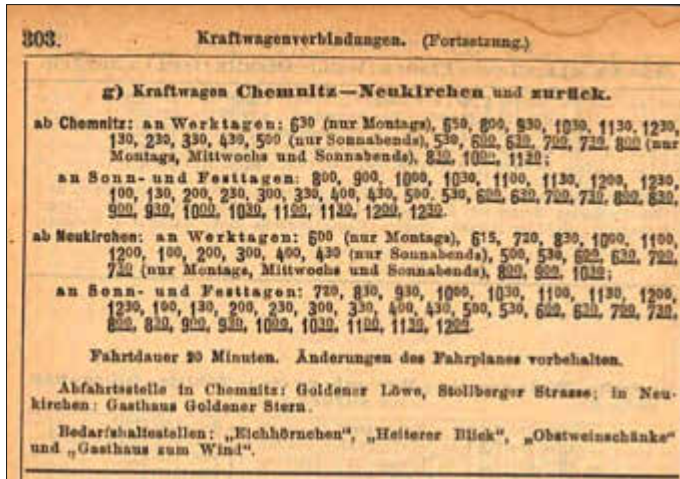 303. Kraftwagenverbindungen. (Fortsetzung.)
g) Kraftwagen Chemnitz—Neukirchen und zurück.
ab Chemnitz: an Werktagen: 630 (nur Montags), 650, 800, 930, 1030, 1130, 1230,
130, 230, 330, 430, 500 (nur Sonnabends), 530, 600, 630, 700, 730, 800 (nur
Montags, Mittwochs und Sonnabends), 830, 1000, 1130;
an Sonn- und Festtagen: 800, 900, 1000, 1030, 1100, 1130, 1200, 1230,
100, 130, 200, 230, 300, 330, 400, 430, 500, 530, 600, 630, 700, 730, 800, 830,
900, 930, 1000, 1030, 1100, 1130, 1200, 1230.
ab Neukirchen: an Werktagen: 600 (nur Montags), 615, 720, 830, 1000, 1100,
1200, 100, 200, 300, 400, 430 (nur Sonnabends), 500, 530, 600, 630, 700,
730 (nur Montags, Mittwochs und Sonnabends), 800, 900, 1030;
an Sonn- und Festtagen: 720, 830, 930, 1000, 1030, 1100, 1130, 1200,
1230, 100, 130, 200, 230, 300, 330, 400, 430, 500, 530, 600, 630, 700, 730,
800, 830, 900, 930, 1000, 1030, 1100, 1130, 1200.
Fahrtdauer 20 Minuten. Änderungen des Fahrplanes vorbehalten.
Abfahrtsstelle in Chemnitz: Goldener Löwe, Stollberger Strasse; in Neu-
kirchen: Gasthaus Goldener Stern.
Bedarfshaltestellen: „Eichhörnchen", „Heiterer Blick", „Obstweinschänke"
und „Gasthaus zum Wind".